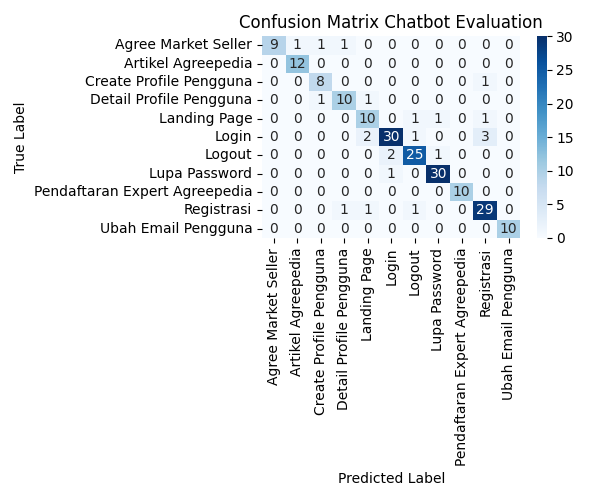 Confusion Matrix Chatbot Evaluation
True Label
Agree Market Seller 9 1 1 1 0 0 0 0 0 0 0
Artikel Agreepedia 0 12 0 0 0 0 0 0 0 0 0
Create Profile Pengguna 0 0 8 0 0 0 0 0 0 1 0
Detail Profile Pengguna 0 0 1 10 1 0 0 0 0 0 0
Landing Page 0 0 0 0 10 0 1 1 0 1 0
Login 0 0 0 0 2 30 1 0 0 3 0
Logout 0 0 0 0 0 2 25 1 0 0 0
Lupa Password 0 0 0 0 0 1 0 30 0 0 0
Pendaftaran Expert Agreepedia 0 0 0 0 0 0 0 0 10 0 0
Registrasi 0 0 0 1 1 0 1 0 0 29 0
Ubah Email Pengguna 0 0 0 0 0 0 0 0 0 0 10
30
25
20
15
10
5
0
Agree Market Seller
Artikel Agreepedia
Create Profile Pengguna
Detail Profile Pengguna
Landing Page
Login
Logout
Lupa Password
Pendaftaran Expert Agreepedia
Registrasi
Ubah Email Pengguna
Predicted Label